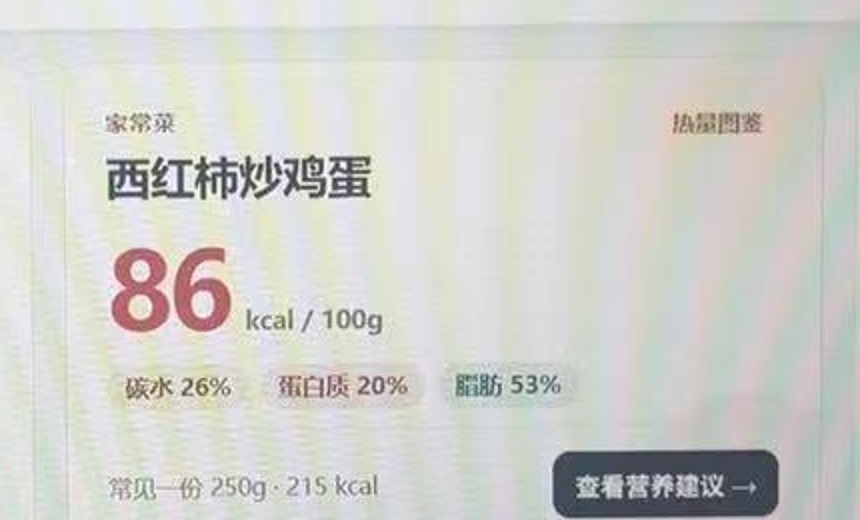 家常菜
热量图鉴
西红柿炒鸡蛋
86 kcal / 100g
碳水 26% 蛋白质 20% 脂肪 53%
常见一份 250g · 215 kcal
查看营养建议 →